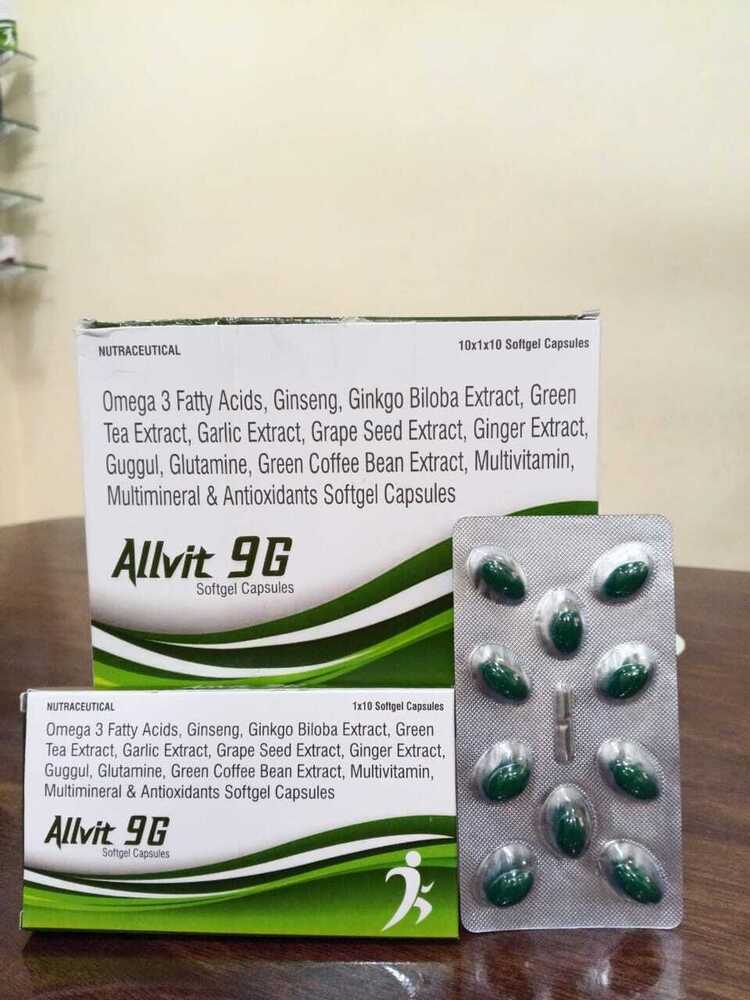 NUTRACEUTICAL
10x1x10 Softgel Capsules
Omega 3 Fatty Acids, Ginseng, Ginkgo Biloba Extract, Green
Tea Extract, Garlic Extract, Grape Seed Extract, Ginger Extract,
Guggul, Glutamine, Green Coffee Bean Extract, Multivitamin,
Multimineral & Antioxidants Softgel Capsules
Allvit 9G
Softgel Capsules
NUTRACEUTICAL
1x10 Softgel Capsules
Omega 3 Fatty Acids, Ginseng, Ginkgo Biloba Extract, Green
Tea Extract, Garlic Extract, Grape Seed Extract, Ginger Extract,
Guggul, Glutamine, Green Coffee Bean Extract, Multivitamin,
Multimineral & Antioxidants Softgel Capsules
Allvit 9G
Softgel Capsules